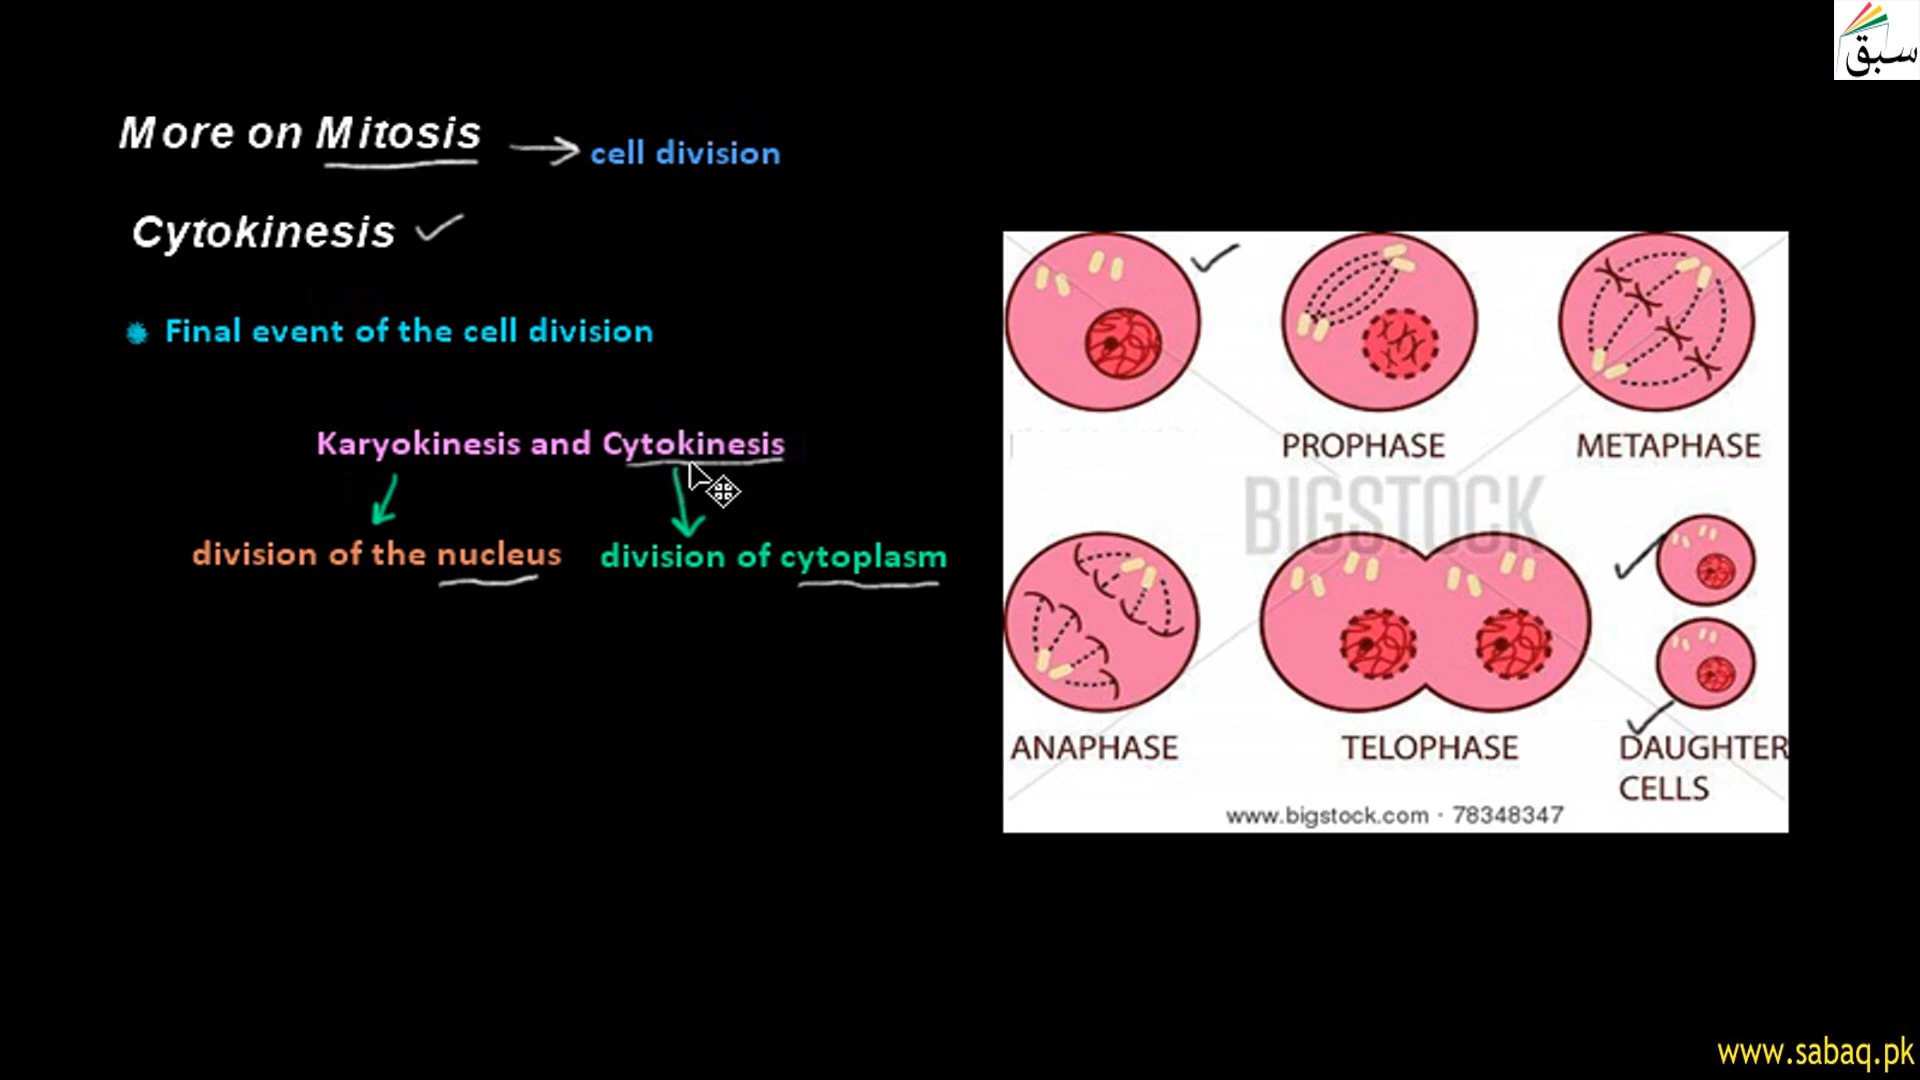 سبق
More on Mitosis
cell division
Cytokinesis
Final event of the cell division
Karyokinesis and Cytokinesis
division of the nucleus
division of cytoplasm
PROPHASE
METAPHASE
BIGSTOCK
ANAPHASE
TELOPHASE
DAUGHTER
CELLS
www.bigstock.com · 78348347
www.sabaq.pk